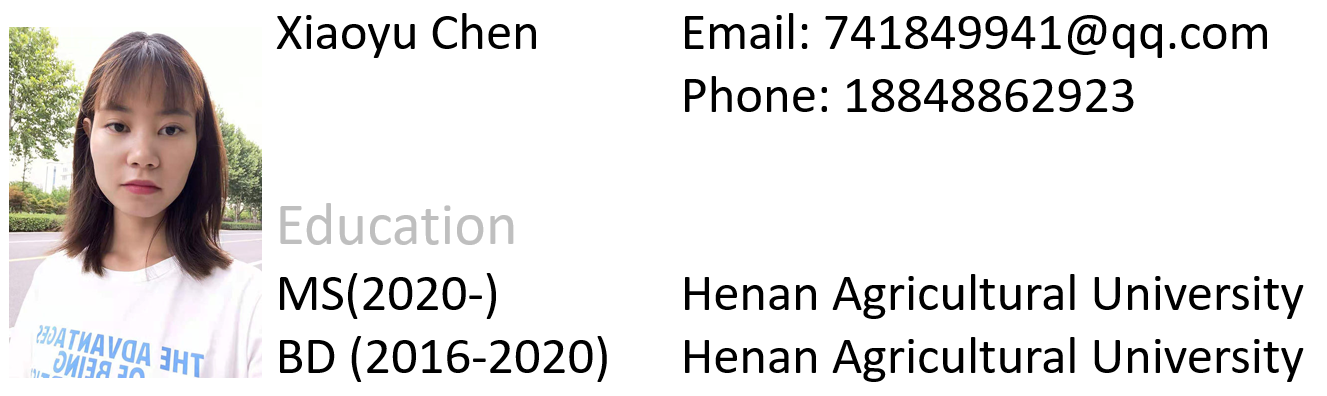 Xiaoyu Chen
Email: 741849941@qq.com
Phone: 18848862923
Education
MS(2020-) Henan Agricultural University
BD (2016-2020) Henan Agricultural University
THE ADVANTAGES
OF BEING